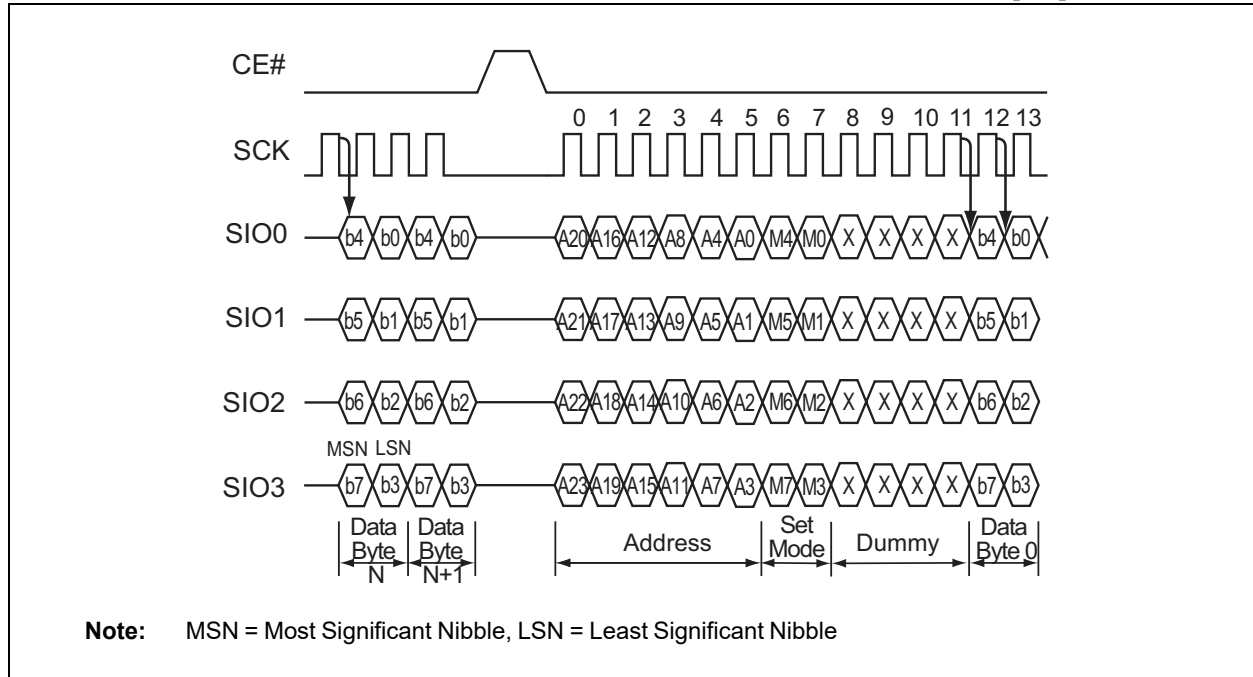 CE#
0 1 2 3 4 5 6 7 8 9 10 11 12 13
SCK
SIO0 b4 b0 b4 b0 A20 A16 A12 A8 A4 A0 M4 M0 X X X X b4 b0
SIO1 b5 b1 b5 b1 A21 A17 A13 A9 A5 A1 M5 M1 X X X X b5 b1
SIO2 b6 b2 b6 b2 A22 A18 A14 A10 A6 A2 M6 M2 X X X X b6 b2
MSN LSN
SIO3 b7 b3 b7 b3 A23 A19 A15 A11 A7 A3 M7 M3 X X X X b7 b3
Data Byte N
Data Byte N+1
Address
Set Mode
Dummy
Data Byte 0
Note: MSN = Most Significant Nibble, LSN = Least Significant Nibble